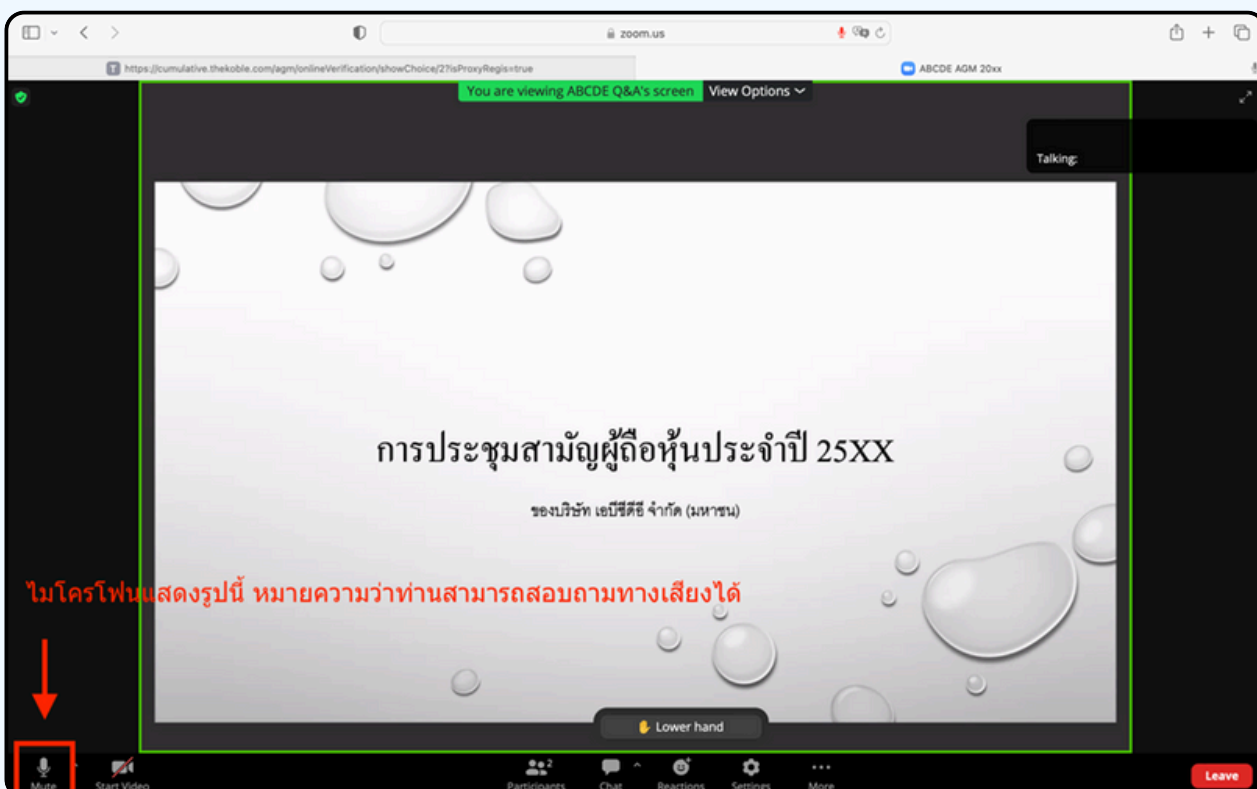 zoom.us
https://cumulative.thekoble.com/agm/onlineVerification/showChoice/2?isProxyRegis=true
ABCDE AGM 20xx
You are viewing ABCDE Q&A's screen View Options
Talking:
การประชุมสามัญผู้ถือหุ้นประจำปี 25XX
ของบริษัท เอบีซีดีอี จำกัด (มหาชน)
ไมโครโฟนแสดงรูปนี้ หมายความว่าท่านสามารถสอบถามทางเสียงได้
Lower hand
2
Mute Start Video Participants Chat Reactions Settings More Leave